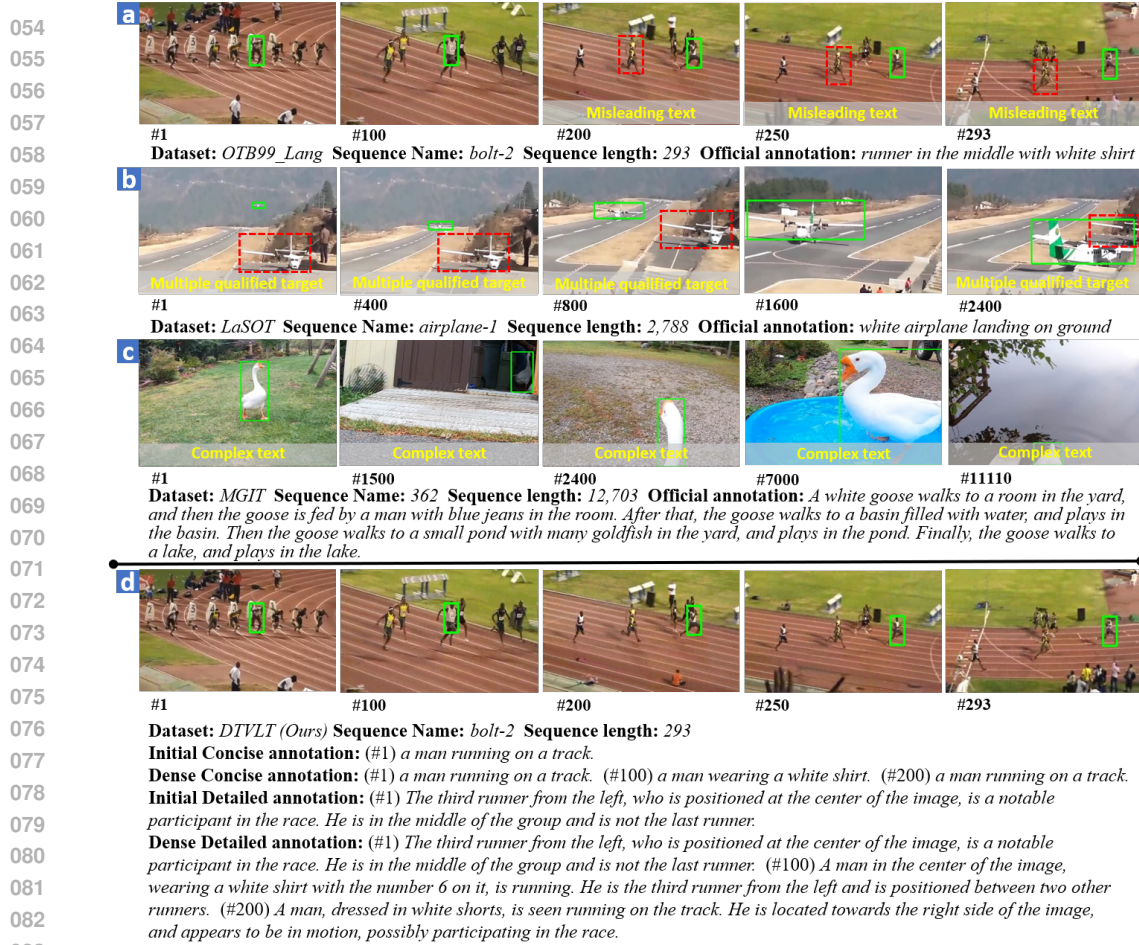 054
055
056
057
058
059
060
061
062
063
064
065
066
067
068
069
070
071
072
073
074
075
076
077
078
079
080
081
082
a
Misleading text
Misleading text
Misleading text
#1
#100
#200
#250
#293
Dataset: OTB99_Lang Sequence Name: bolt-2 Sequence length: 293 Official annotation: runner in the middle with white shirt
b
Multiple qualified target
Multiple qualified target
Multiple qualified target
Multiple qualified target
#1
#400
#800
#1600
#2400
Dataset: LaSOT Sequence Name: airplane-1 Sequence length: 2,788 Official annotation: white airplane landing on ground
c
Complex text
Complex text
Complex text
Complex text
Complex text
#1
#1500
#2400
#7000
#11110
Dataset: MGIT Sequence Name: 362 Sequence length: 12,703 Official annotation: A white goose walks to a room in the yard,
and then the goose is fed by a man with blue jeans in the room. After that, the goose walks to a basin filled with water, and plays in
the basin. Then the goose walks to a small pond with many goldfish in the yard, and plays in the pond. Finally, the goose walks to
a lake, and plays in the lake.
d
#1
#100
#200
#250
#293
Dataset: DTVLT (Ours) Sequence Name: bolt-2 Sequence length: 293
Initial Concise annotation: (#1) a man running on a track.
Dense Concise annotation: (#1) a man running on a track. (#100) a man wearing a white shirt. (#200) a man running on a track.
Initial Detailed annotation: (#1) The third runner from the left, who is positioned at the center of the image, is a notable
participant in the race. He is in the middle of the group and is not the last runner.
Dense Detailed annotation: (#1) The third runner from the left, who is positioned at the center of the image, is a notable
participant in the race. He is in the middle of the group and is not the last runner. (#100) A man in the center of the image,
wearing a white shirt with the number 6 on it, is running. He is the third runner from the left and is positioned between two other
runners. (#200) A man, dressed in white shorts, is seen running on the track. He is located towards the right side of the image,
and appears to be in motion, possibly participating in the race.